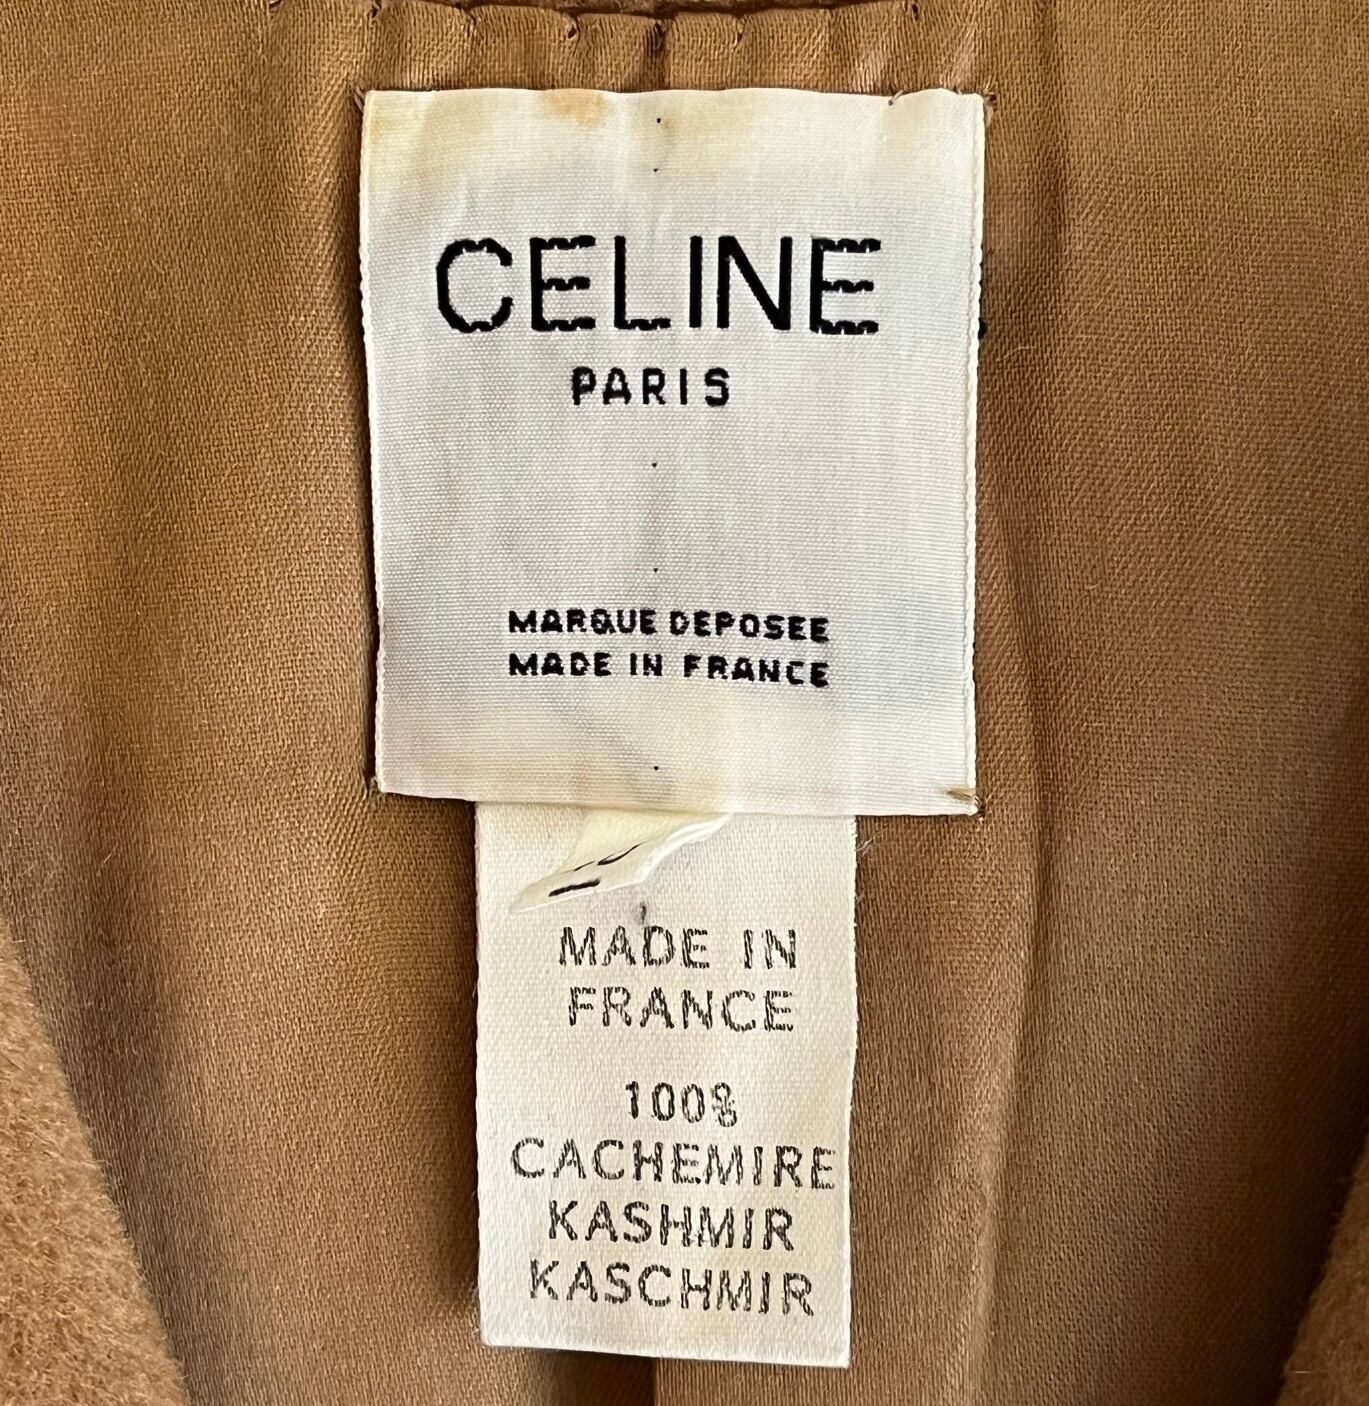 CELINE
PARIS
MARQUE DEPOSEE
MADE IN FRANCE
MADE IN
FRANCE
100%
CACHEMIRE
KASHMIR
KASCHMIR